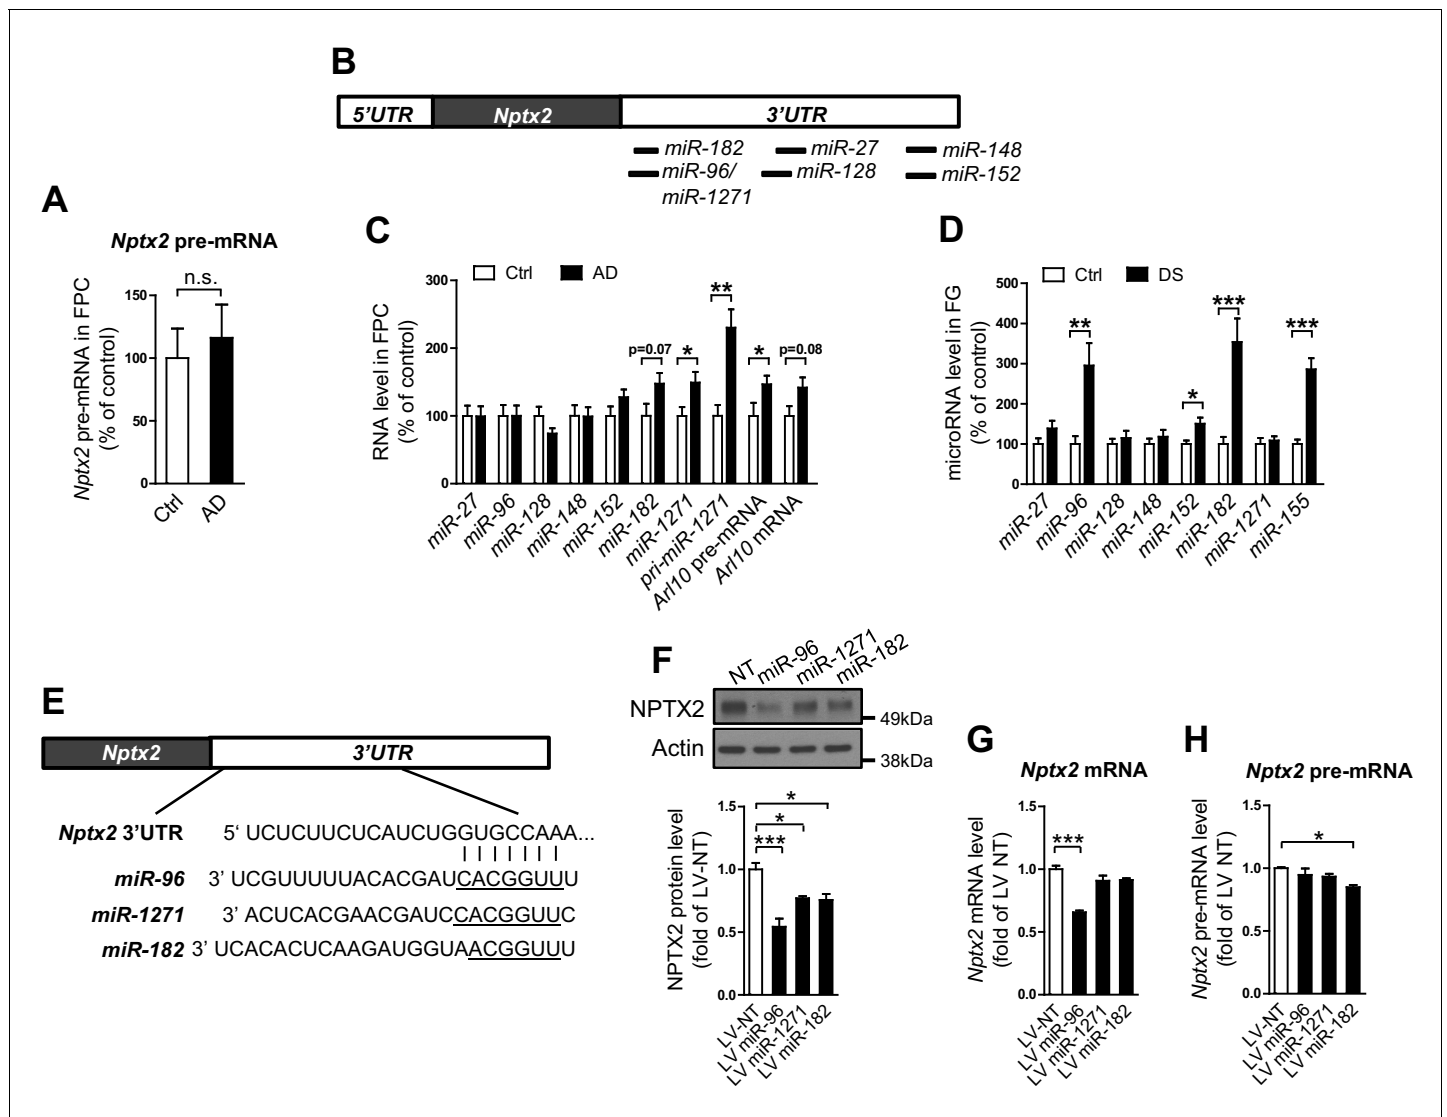 B
5'UTR Nptx2 3'UTR
miR-182 miR-27 miR-148
miR-96/ miR-128 miR-152
miR-1271
A
Nptx2 pre-mRNA
n.s.
Nptx2 pre-mRNA in FPC
(% of control)
150
100
50
0
Ctrl AD
C
Ctrl AD
RNA level in FPC
(% of control)
300
200
100
0
p=0.07 * ** * p=0.08
miR-27 miR-96 miR-128 miR-148 miR-152 miR-182 miR-1271 pri-miR-1271 Arl10 pre-mRNA Arl10 mRNA
D
Ctrl DS
microRNA level in FG
(% of control)
500
400
300
200
100
0
** * *** ***
miR-27 miR-96 miR-128 miR-148 miR-152 miR-182 miR-1271 miR-155
E
Nptx2 3'UTR
Nptx2 3'UTR 5' UCUCUUCUCAUCUGGUGCCAAA...
miR-96 3' UCGUUUUUACACGAUCACGGUUU
miR-1271 3' ACUCACGAACGAUCCACGGUUC
miR-182 3' UCACACUCAAGAUGGUAACGGUUU
F
NT miR-96 miR-1271 miR-182
NPTX2 49kDa
Actin 38kDa
NPTX2 protein level
(fold of LV-NT)
1.5
1.0
0.5
0.0
*
*
***
LV-NT LV miR-96 LV miR-1271 LV miR-182
G
Nptx2 mRNA
Nptx2 mRNA level
(fold of LV NT)
1.5
1.0
0.5
0.0
***
LV-NT LV miR-96 LV miR-1271 LV miR-182
H
Nptx2 pre-mRNA
Nptx2 pre-mRNA level
(fold of LV NT)
1.5
1.0
0.5
0.0
*
LV-NT LV miR-96 LV miR-1271 LV miR-182